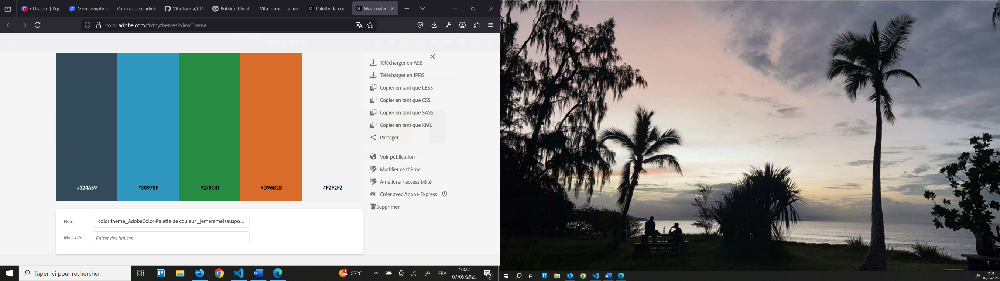 • Discord | #gé
Mon compte e
Votre espace admi
Vita-forma/CO
Public cible et
Vita forma - Je me
Palette de coul
Mes couleur
color.adobe.com/fr/mythemes?viewTheme
BIBLIOTHÈQUES
Télécharger en ASE
Télécharger en JPEG
Copier en tant que LESS
Copier en tant que CSS
Copier en tant que SASS
Copier en tant que XML
Partager
#324A59
#3097BF
#278C41
#D96B2B
#F2F2F2
Voir publication
Modifier ce thème
Améliorer l'accessibilité
Créer avec Adobe Express
Supprimer
Nom
color theme_AdobeColor-Palette de couleur _jemeremetsauspo...
Mots-clés
Entrer des balises
Taper ici pour rechercher
1
27°C
FRA
10:27
07/05/2025
7
10:27
07/05/2025